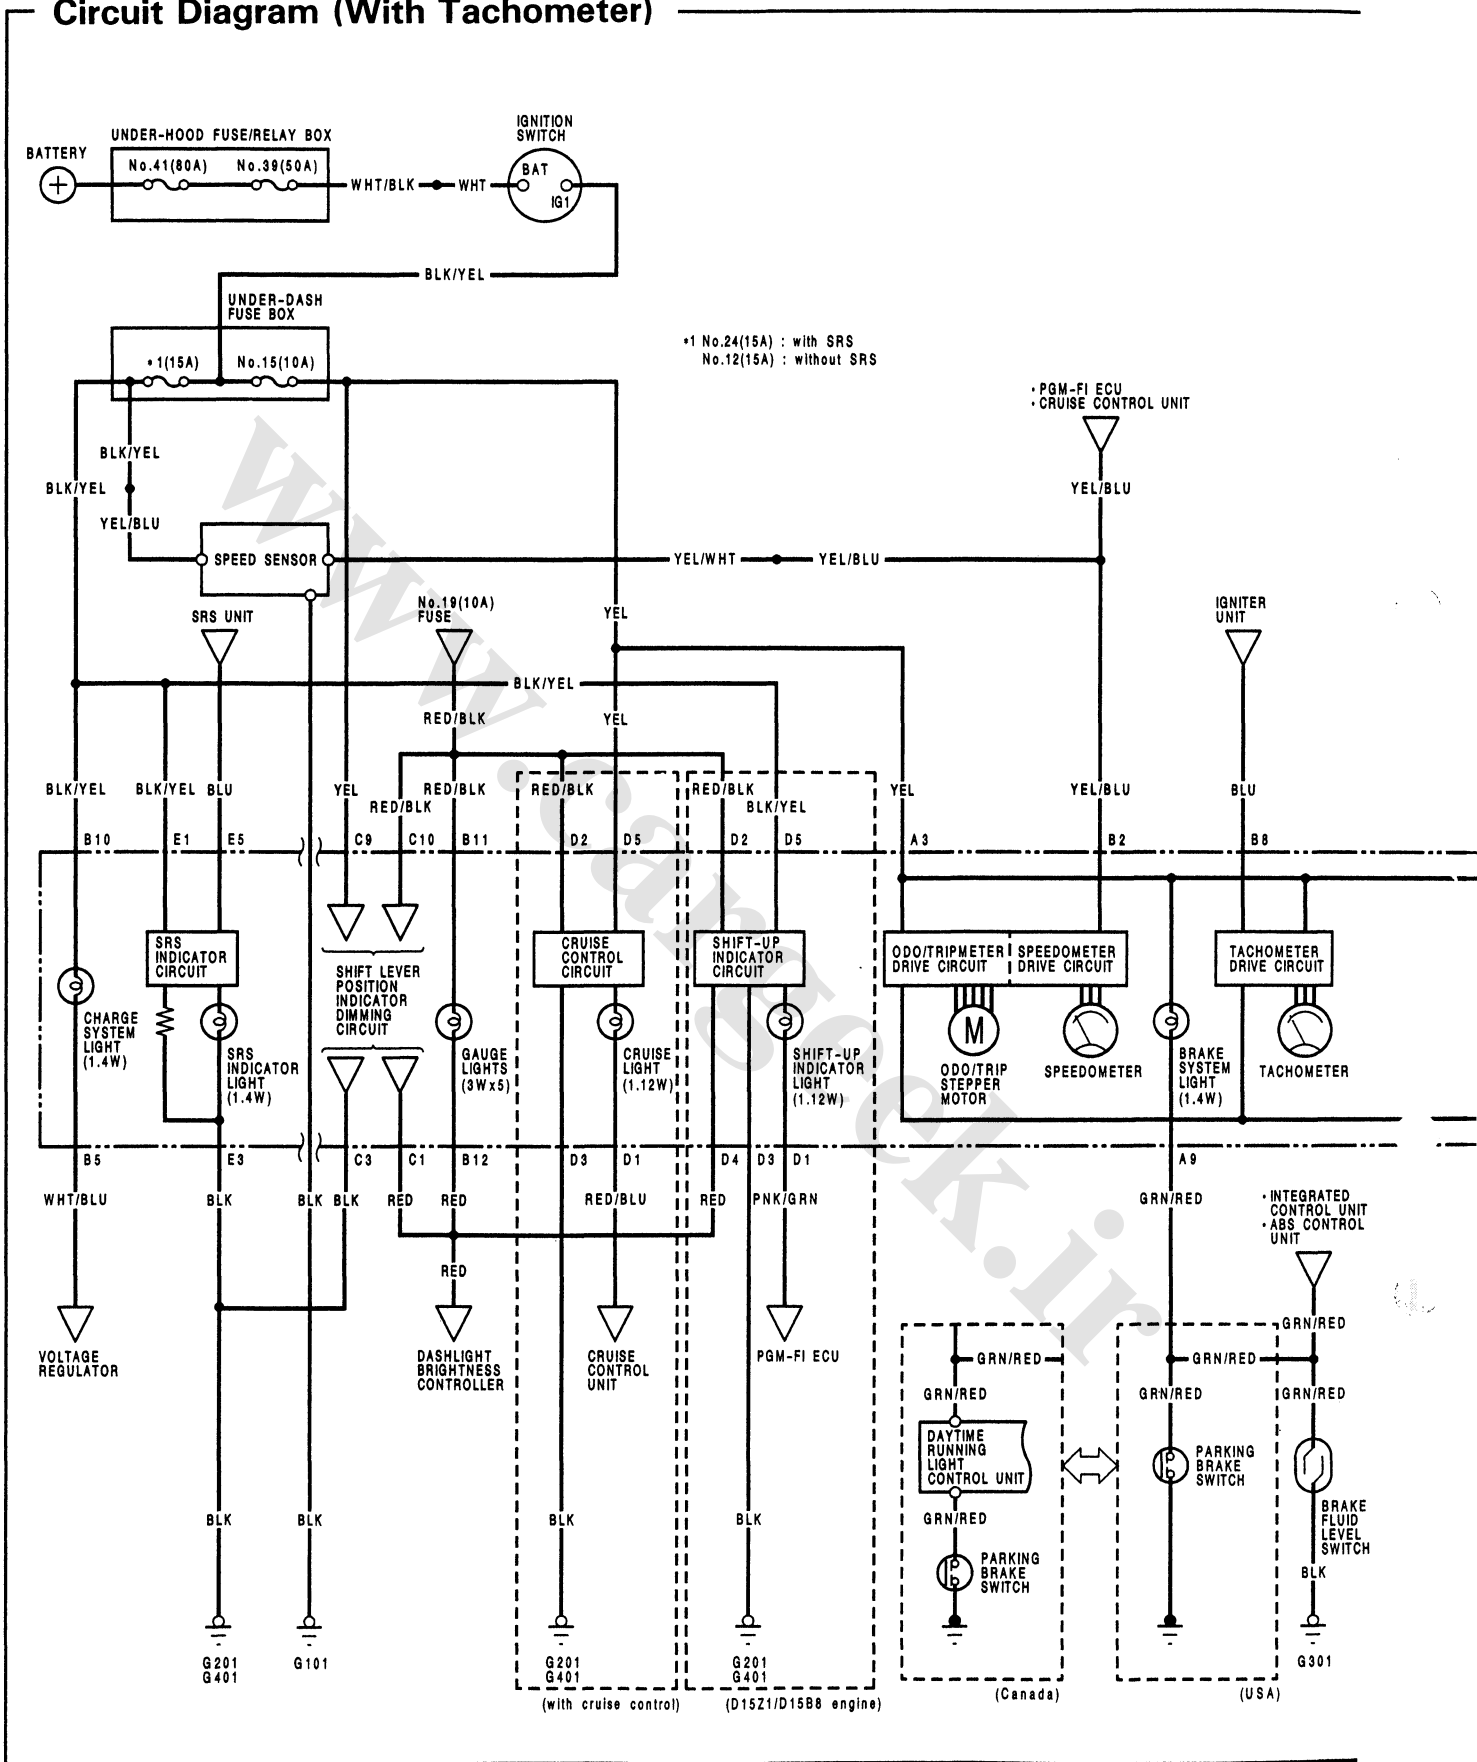 Circuit Diagram (With Tachometer)
IGNITION
SWITCH
UNDER-HOOD FUSE/RELAY BOX
BATTERY
No.41(80A) No.39(50A)
BAT
WHT/BLK WHT
IG1
BLK/YEL
UNDER-DASH
FUSE BOX
*1 No.24(15A) : with SRS
No.12(15A) : without SRS
*1(15A) No.15(10A)
• PGM-FI ECU
• CRUISE CONTROL UNIT
BLK/YEL
BLK/YEL
YEL/BLU
YEL/BLU
SPEED SENSOR
YEL/WHT YEL/BLU
SRS UNIT
No.19(10A)
FUSE
YEL
IGNITER
UNIT
BLK/YEL
RED/BLK
YEL
BLK/YEL BLK/YEL BLU YEL RED/BLK RED/BLK RED/BLK YEL YEL/BLU BLU
RED/BLK BLK/YEL
B10 E1 E5 C9 C10 B11 D2 D5 D2 D5 A3 B2 B8
SRS
INDICATOR
CIRCUIT
CRUISE
CONTROL
CIRCUIT
SHIFT-UP
INDICATOR
CIRCUIT
ODO/TRIPMETER
DRIVE CIRCUIT
SPEEDOMETER
DRIVE CIRCUIT
TACHOMETER
DRIVE CIRCUIT
SHIFT LEVER
POSITION
INDICATOR
DIMMING
CIRCUIT
CHARGE
SYSTEM
LIGHT
(1.4W)
SRS
INDICATOR
LIGHT
(1.4W)
GAUGE
LIGHTS
(3Wx5)
CRUISE
LIGHT
(1.12W)
SHIFT-UP
INDICATOR
LIGHT
(1.12W)
M
ODO/TRIP
STEPPER
MOTOR
SPEEDOMETER
BRAKE
SYSTEM
LIGHT
(1.4W)
TACHOMETER
B5 E3 C3 C1 B12 D3 D1 D4 D3 D1 A9
WHT/BLU BLK BLK BLK RED RED RED/BLU RED PNK/GRN GRN/RED
• INTEGRATED
CONTROL UNIT
• ABS CONTROL
UNIT
RED
GRN/RED
VOLTAGE
REGULATOR
DASHLIGHT
BRIGHTNESS
CONTROLLER
CRUISE
CONTROL
UNIT
PGM-FI ECU
GRN/RED GRN/RED
GRN/RED GRN/RED GRN/RED
DAYTIME
RUNNING
LIGHT
CONTROL UNIT
PARKING
BRAKE
SWITCH
BLK BLK BLK BLK GRN/RED
BRAKE
FLUID
LEVEL
SWITCH
PARKING
BRAKE
SWITCH
BLK
G201
G401
G101
G201
G401
G201
G401
G301
(with cruise control)
(D15Z1/D15B8 engine)
(Canada)
(USA)
www.cargeek.ir